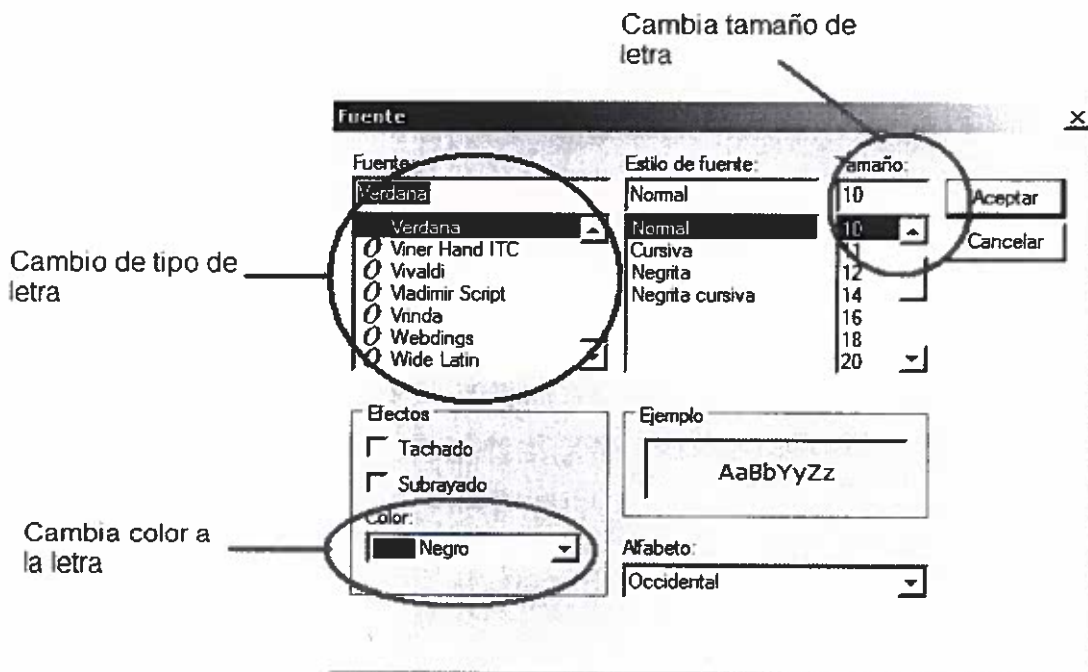 Cambia tamaño de
letra
Fuente
Fuente:
Verdana
Verdana
Viner Hand ITC
Vivaldi
Vladimir Script
Vrinda
Webdings
Wide Latin
Estilo de fuente:
Normal
Normal
Cursiva
Negrita
Negrita cursiva
Tamaño:
10
10
11
12
14
16
18
20
Aceptar
Cancelar
Cambio de tipo de
letra
Efectos
Tachado
Subrayado
Color:
Negro
Ejemplo
AaBbYyZz
Cambia color a
la letra
Alfabeto:
Occidental